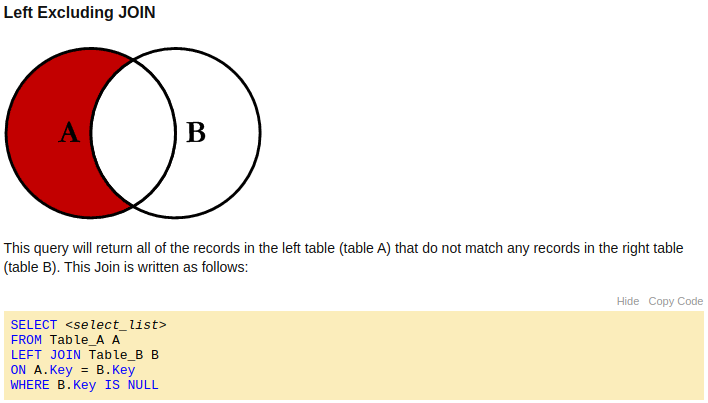 Left Excluding JOIN
A B
This query will return all of the records in the left table (table A) that do not match any records in the right table
(table B). This Join is written as follows:
Hide Copy Code
SELECT <select_list>
FROM Table_A A
LEFT JOIN Table_B B
ON A.Key = B.Key
WHERE B.Key IS NULL